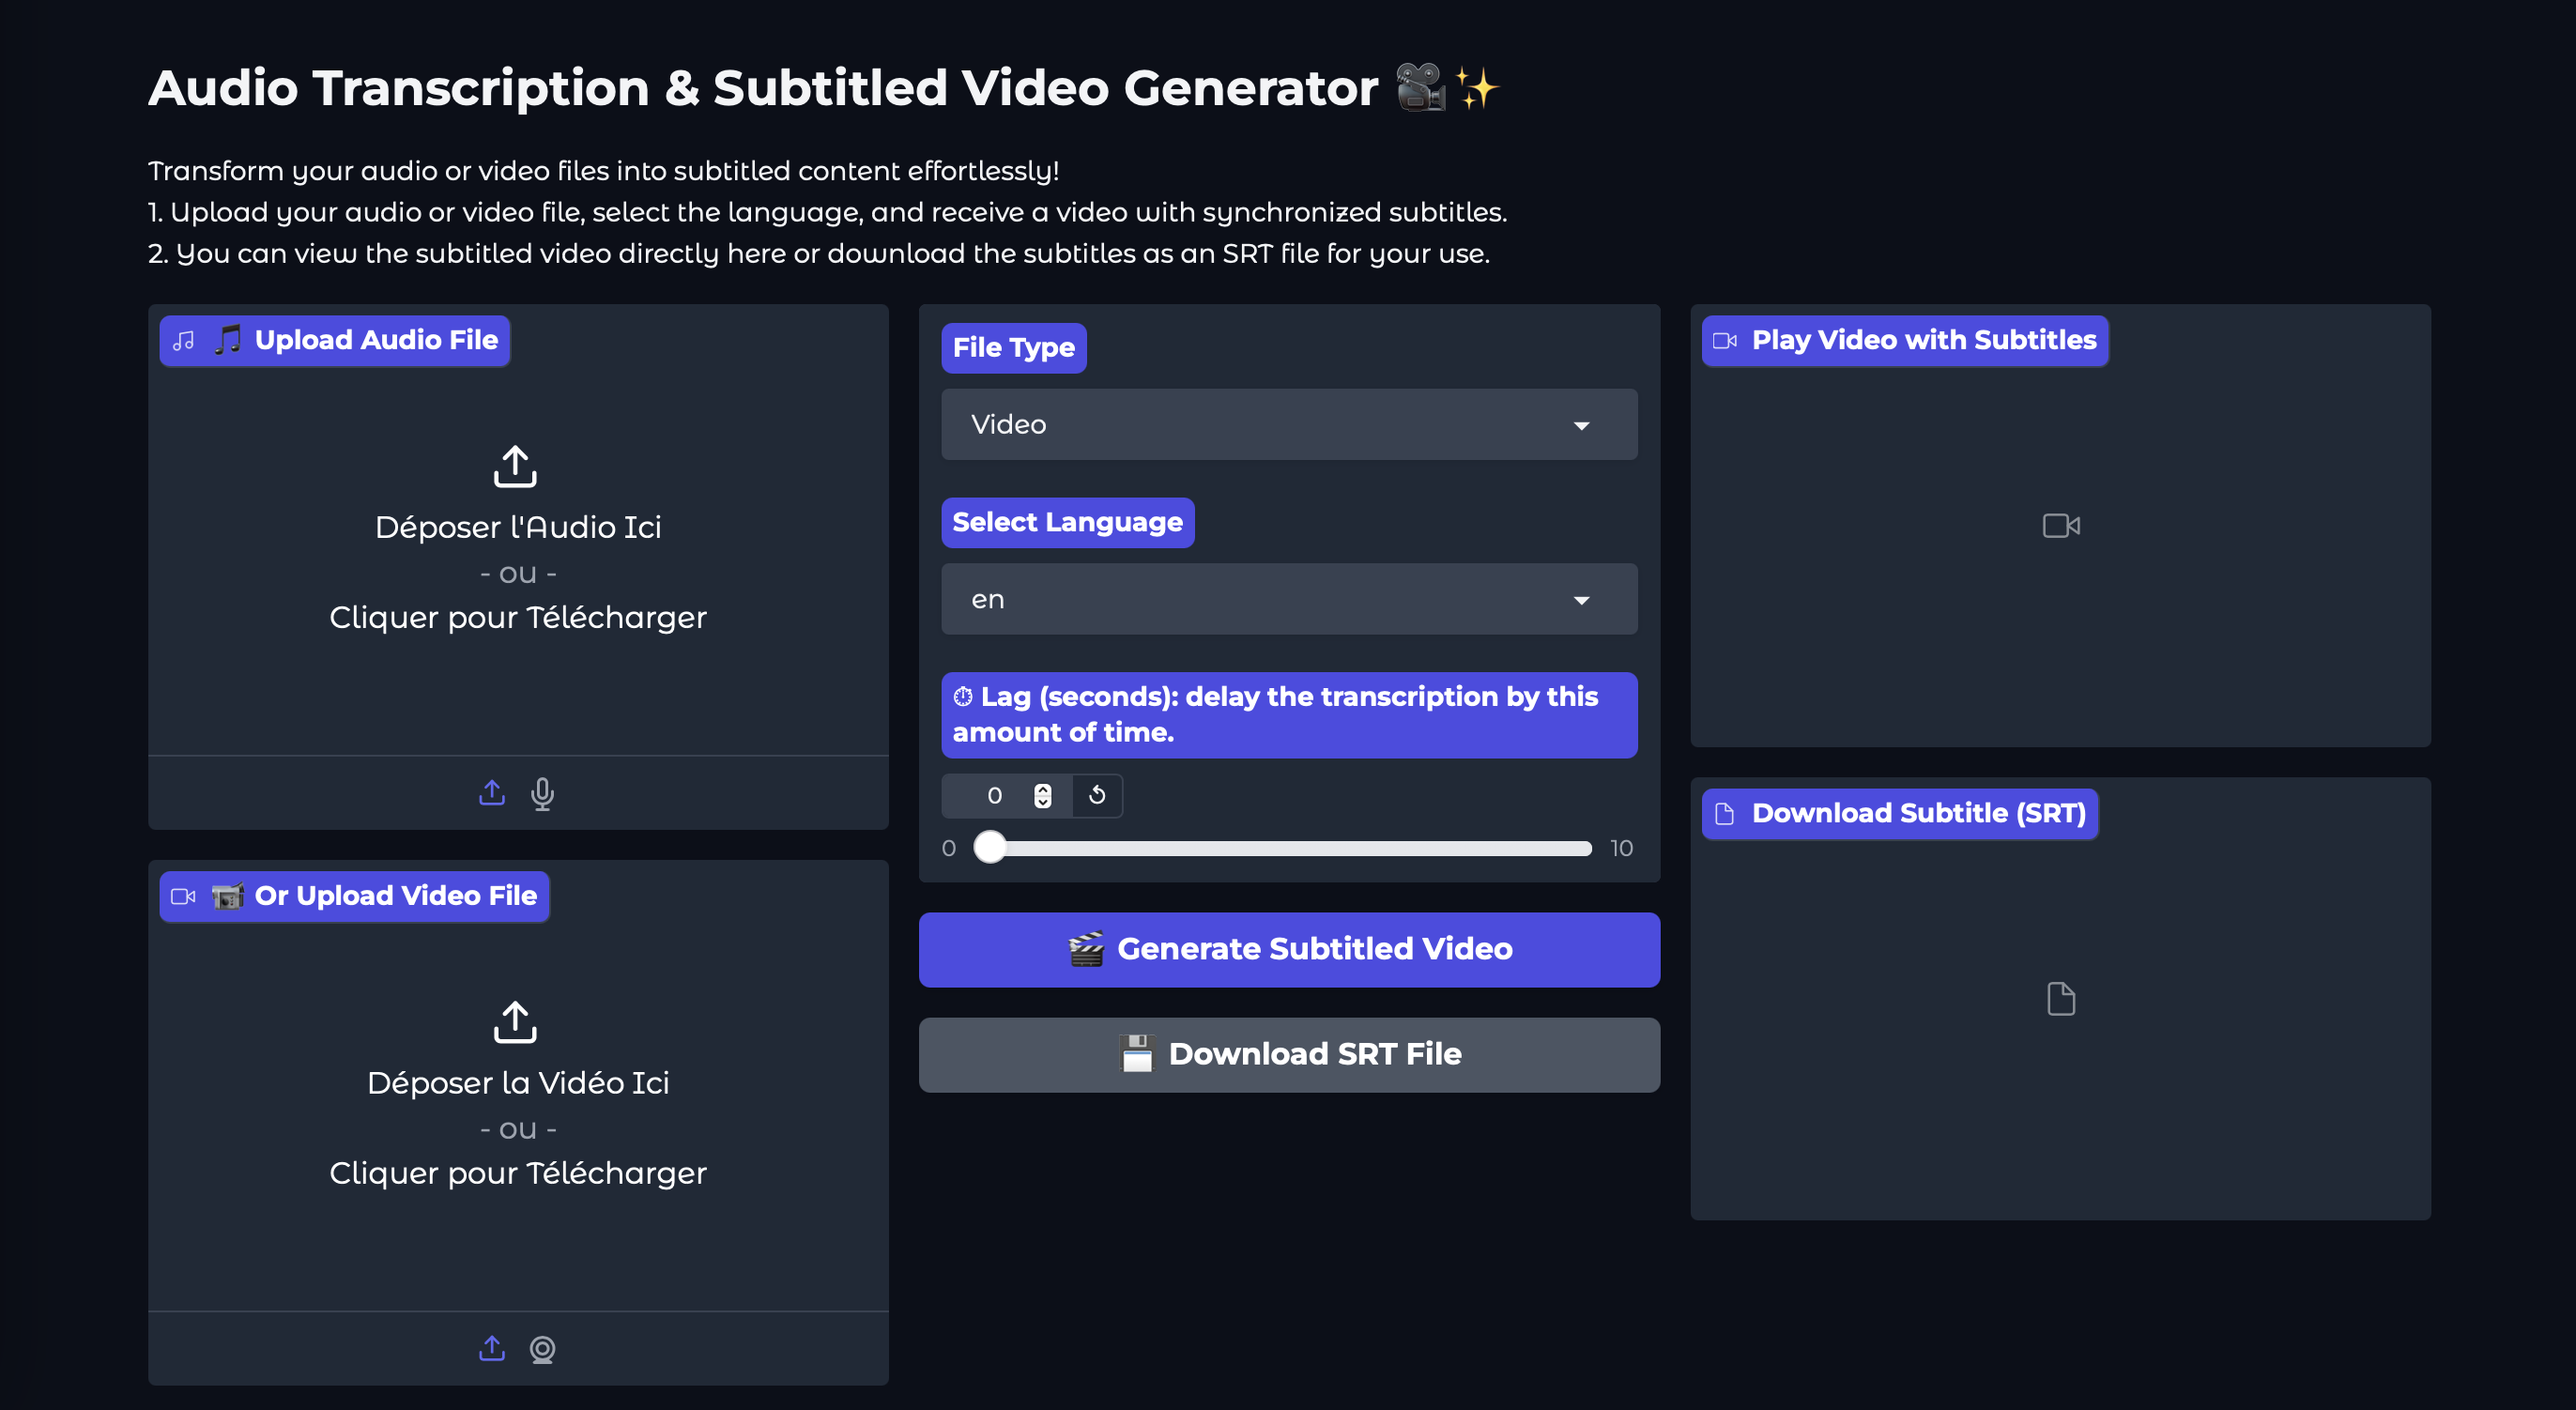 Audio Transcription & Subtitled Video Generator 🎥✨
Transform your audio or video files into subtitled content effortlessly!
1. Upload your audio or video file, select the language, and receive a video with synchronized subtitles.
2. You can view the subtitled video directly here or download the subtitles as an SRT file for your use.
🎵 Upload Audio File
Déposer l'Audio Ici
- ou -
Cliquer pour Télécharger
📹 Or Upload Video File
Déposer la Vidéo Ici
- ou -
Cliquer pour Télécharger
File Type
Video
Select Language
en
⏱ Lag (seconds): delay the transcription by this
amount of time.
0
0 10
🎬 Generate Subtitled Video
💾 Download SRT File
Play Video with Subtitles
Download Subtitle (SRT)